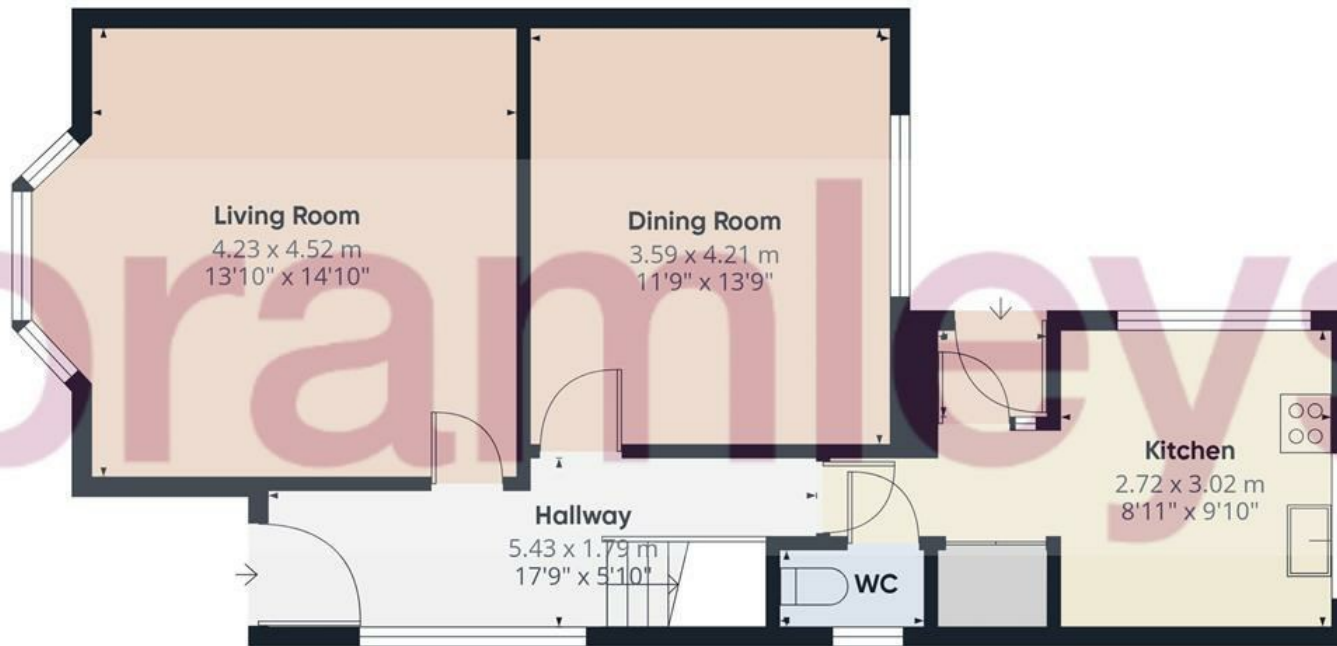 Living Room
4.23 x 4.52 m
13'10" x 14'10"
Dining Room
3.59 x 4.21 m
11'9" x 13'9"
Kitchen
2.72 x 3.02 m
8'11" x 9'10"
Hallway
5.43 x 1.79 m
17'9" x 5'10"
WC
bramleys